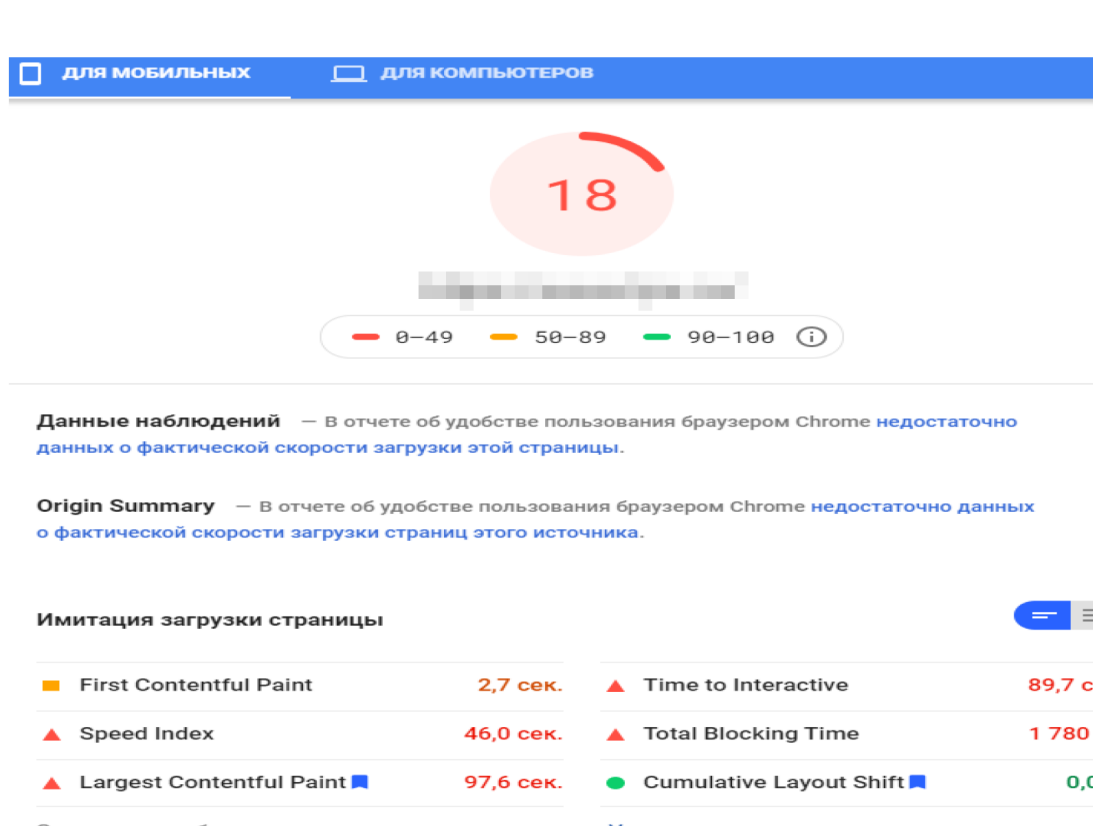 ДЛЯ МОБИЛЬНЫХ
ДЛЯ КОМПЬЮТЕРОВ
18
0–49
50–89
90–100
Данные наблюдений — В отчете об удобстве пользования браузером Chrome недостаточно
данных о фактической скорости загрузки этой страницы.
Origin Summary — В отчете об удобстве пользования браузером Chrome недостаточно данных
о фактической скорости загрузки страниц этого источника.
Имитация загрузки страницы
First Contentful Paint 2,7 сек.
Time to Interactive 89,7 с
Speed Index 46,0 сек.
Total Blocking Time 1 780
Largest Contentful Paint 97,6 сек.
Cumulative Layout Shift 0,0